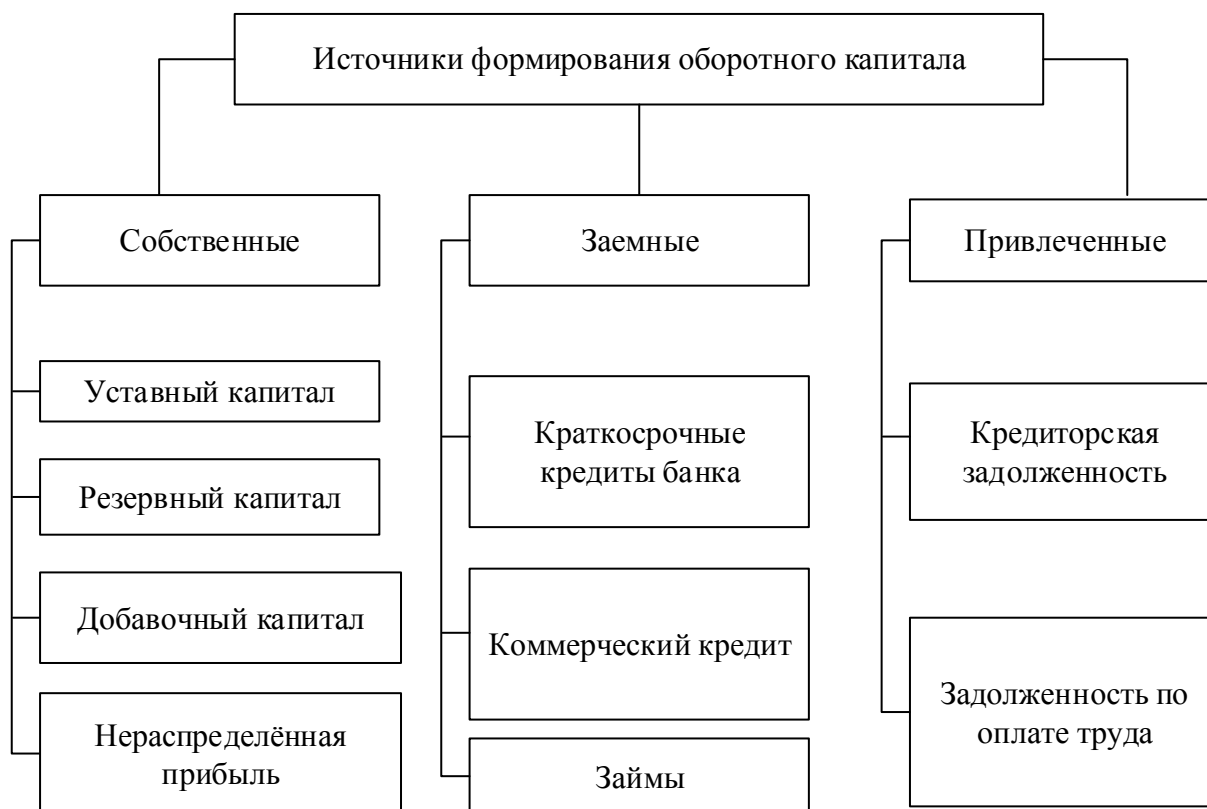 Источники формирования оборотного капитала
Собственные
Уставный капитал
Резервный капитал
Добавочный капитал
Нераспределённая
прибыль
Заемные
Краткосрочные
кредиты банка
Коммерческий кредит
Займы
Привлеченные
Кредиторская
задолженность
Задолженность по
оплате труда